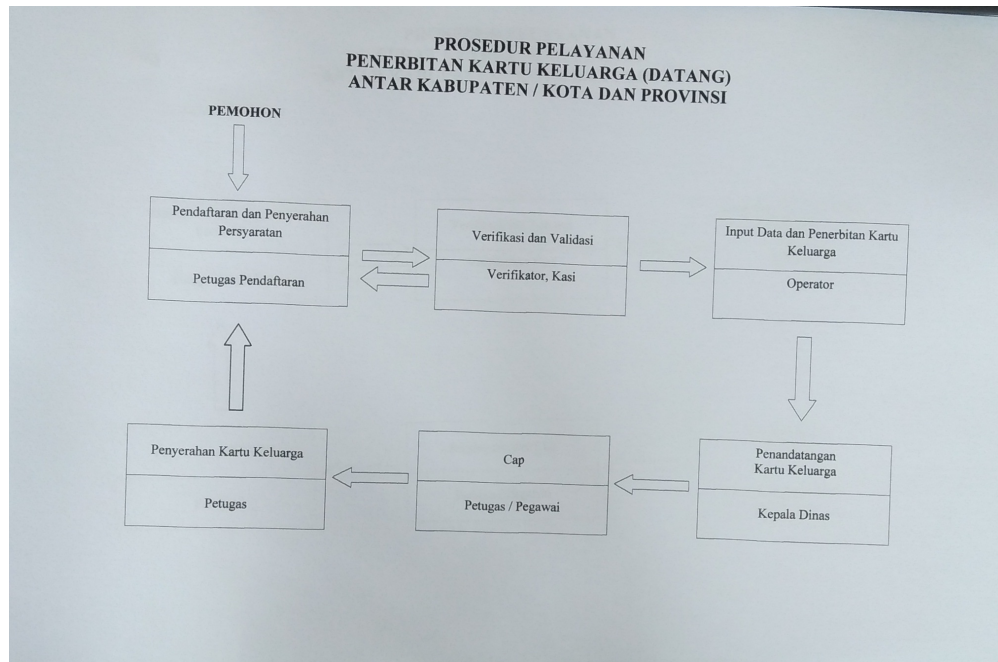 PROSEDUR PELAYANAN
PENERBITAN KARTU KELUARGA (DATANG)
ANTAR KABUPATEN / KOTA DAN PROVINSI
PEMOHON
Pendaftaran dan Penyerahan
Persyaratan
Petugas Pendaftaran
Verifikasi dan Validasi
Verifikator, Kasi
Input Data dan Penerbitan Kartu
Keluarga
Operator
Penyerahan Kartu Keluarga
Petugas
Cap
Petugas / Pegawai
Penandatangan
Kartu Keluarga
Kepala Dinas